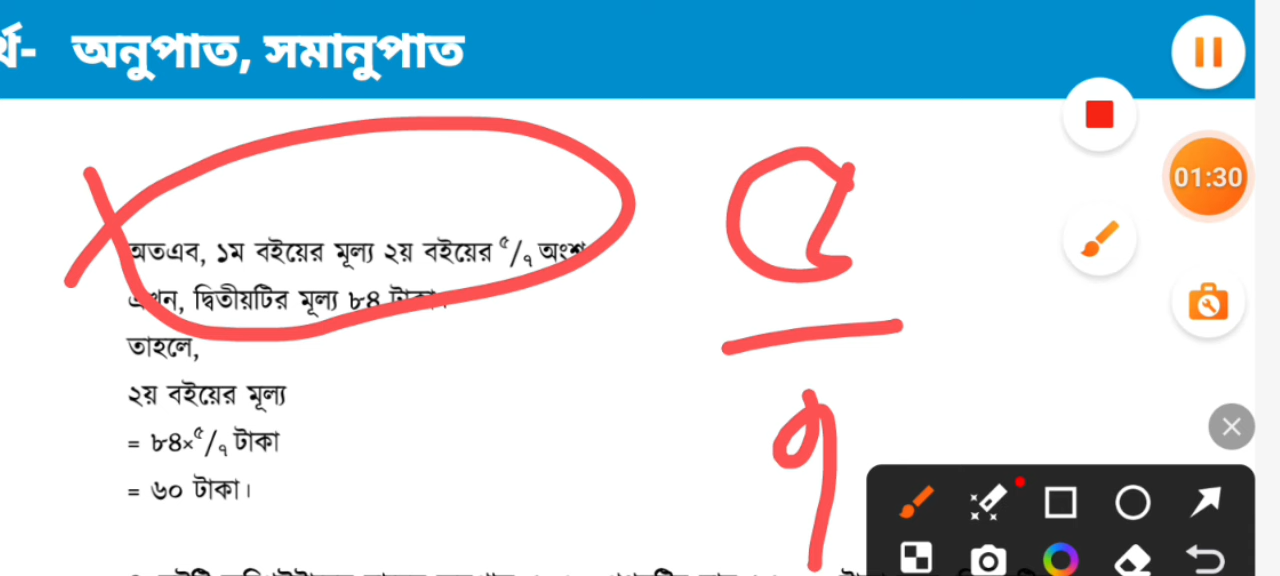 র্থ- অনুপাত, সমানুপাত
01:30
অতএব, ১ম বইয়ের মূল্য ২য় বইয়ের ৫/৭ অংশ
এখন, দ্বিতীয়টির মূল্য ৮৪ টাকা।
তাহলে,
২য় বইয়ের মূল্য
= ৮৪×৫/৭ টাকা
= ৬০ টাকা।
৫
৭